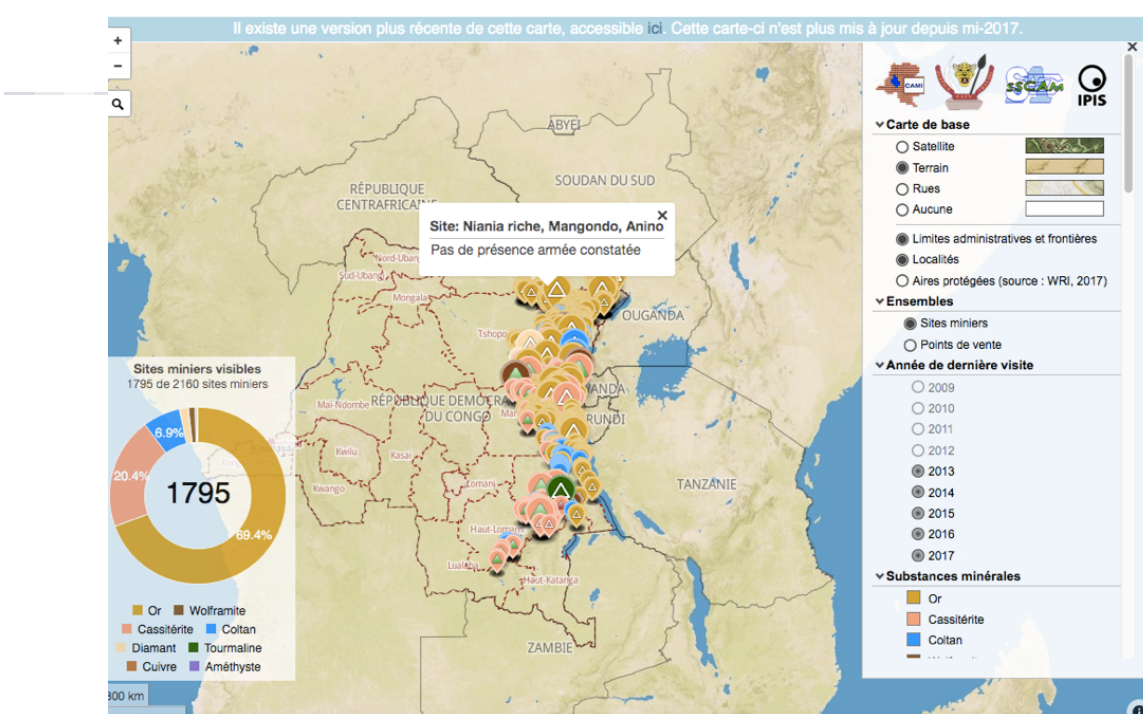 Il existe une version plus récente de cette carte, accessible ici. Cette carte-ci n'est plus mis à jour depuis mi-2017.
+
−
ABYEI
SOUDAN DU SUD
RÉPUBLIQUE
CENTRAFRICAINE
Site: Niania riche, Mangondo, Anino
Pas de présence armée constatée
Nord-Uban
Sud-Ubangi
Mongala
Tshopo
OUGANDA
ANDA
Mai-Ndombe
RÉPUBLIQUE DEMOCRA
DU CONGO
Man
RUNDI
Kwilu
Kasaï
Kwango
Lomami
TANZANIE
Haut-Lomami
Lualaba
Haut-Katanga
ZAMBIE
Sites miniers visibles
1795 de 2160 sites miniers
6.9%
20.4%
1795
69.4%
Or Wolframite
Cassitérite Coltan
Diamant Tourmaline
Cuivre Améthyste
300 km
CAMI
SSCAM
IPIS
Carte de base
Satellite
Terrain
Rues
Aucune
Limites administratives et frontières
Localités
Aires protégées (source : WRI, 2017)
Ensembles
Sites miniers
Points de vente
Année de dernière visite
2009
2010
2011
2012
2013
2014
2015
2016
2017
Substances minérales
Or
Cassitérite
Coltan